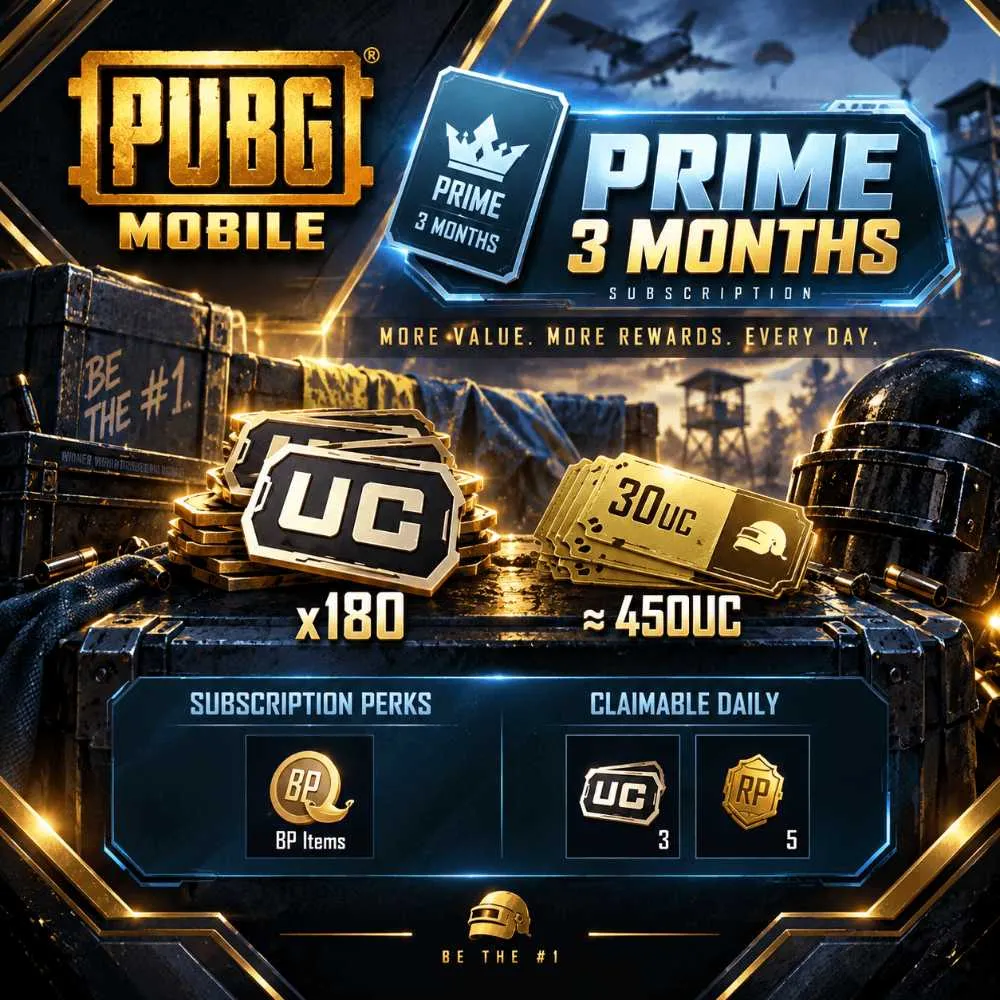 PUBG®
MOBILE
PRIME
3 MONTHS
PRIME
3 MONTHS
SUBSCRIPTION
MORE VALUE. MORE REWARDS. EVERY DAY.
BE
THE #1
UC
30UC
x180
≈ 450UC
SUBSCRIPTION PERKS
CLAIMABLE DAILY
BP
BP Items
UC
3
RP
5
BE THE #1